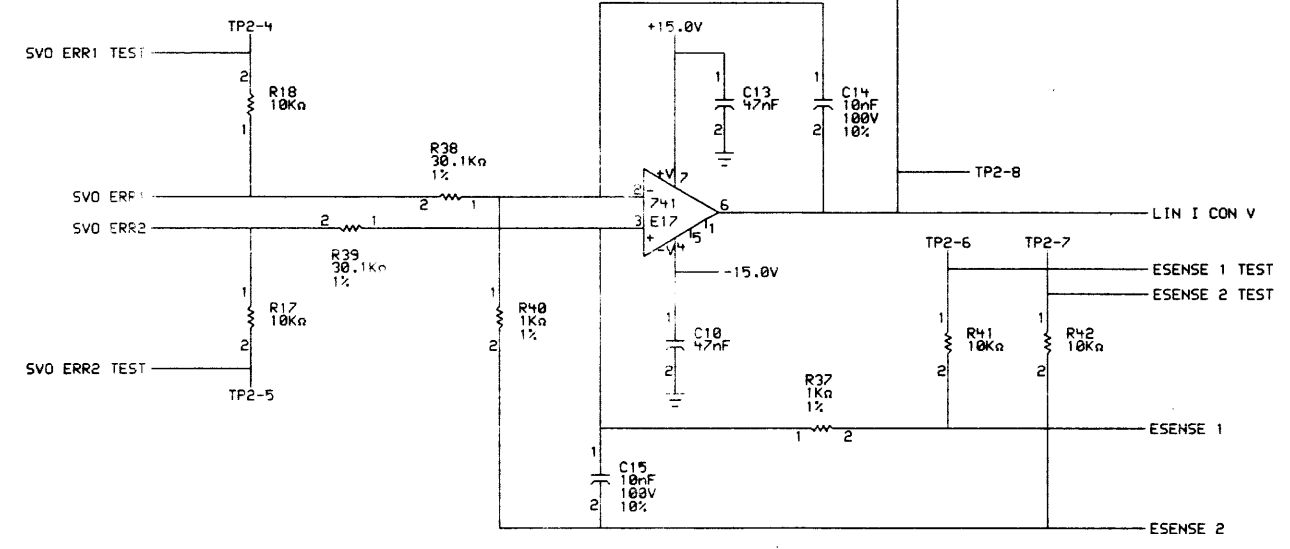 TP2-4
+15.0V
SVO ERR1 TEST
2
R18
10KΩ
1
1
C13
47nF
2
1
C14
10nF
100V
10%
2
R38
30.1KΩ
1%
2
1
+V
7
TP2-8
SVO ERR1
2
-
741
E17
6
LIN I CON V
SVO ERR2
2
1
3
+
-V
4
5
1
R39
30.1KΩ
1%
-15.0V
TP2-6
TP2-7
ESENSE 1 TEST
ESENSE 2 TEST
1
R17
10KΩ
2
1
R40
1KΩ
1%
2
1
C10
47nF
2
1
R41
10KΩ
2
1
R42
10KΩ
2
SVO ERR2 TEST
TP2-5
R37
1KΩ
1%
1
2
ESENSE 1
1
C15
10nF
100V
10%
2
ESENSE 2